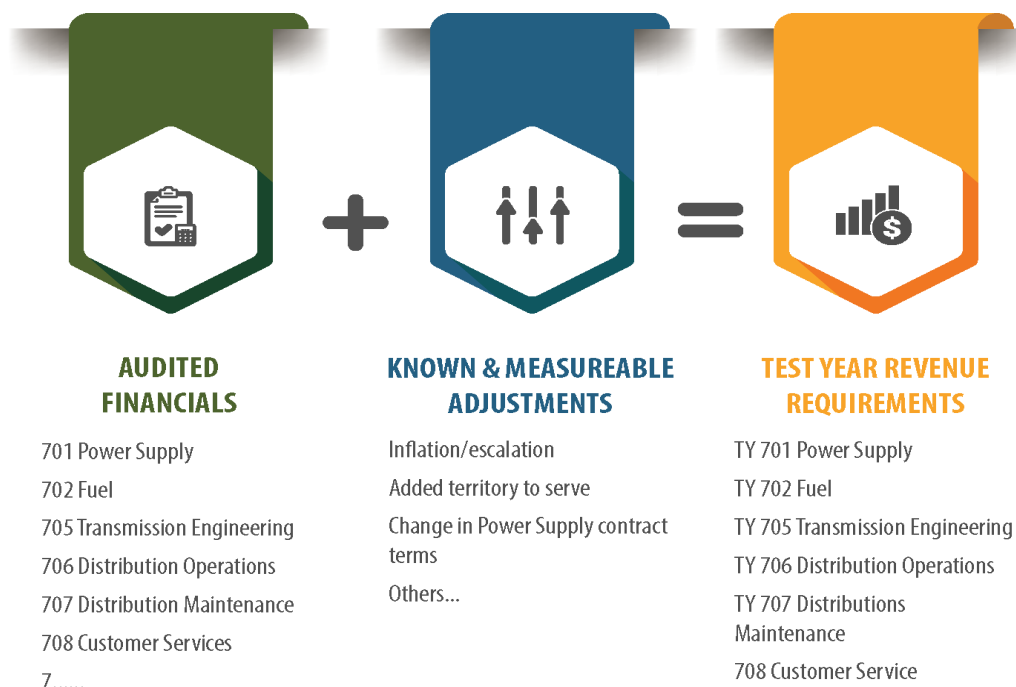 +
=
$
AUDITED
FINANCIALS
701 Power Supply
702 Fuel
705 Transmission Engineering
706 Distribution Operations
707 Distribution Maintenance
708 Customer Services
7......
KNOWN & MEASUREABLE
ADJUSTMENTS
Inflation/escalation
Added territory to serve
Change in Power Supply contract
terms
Others...
TEST YEAR REVENUE
REQUIREMENTS
TY 701 Power Supply
TY 702 Fuel
TY 705 Transmission Engineering
TY 706 Distribution Operations
TY 707 Distributions
Maintenance
708 Customer Service